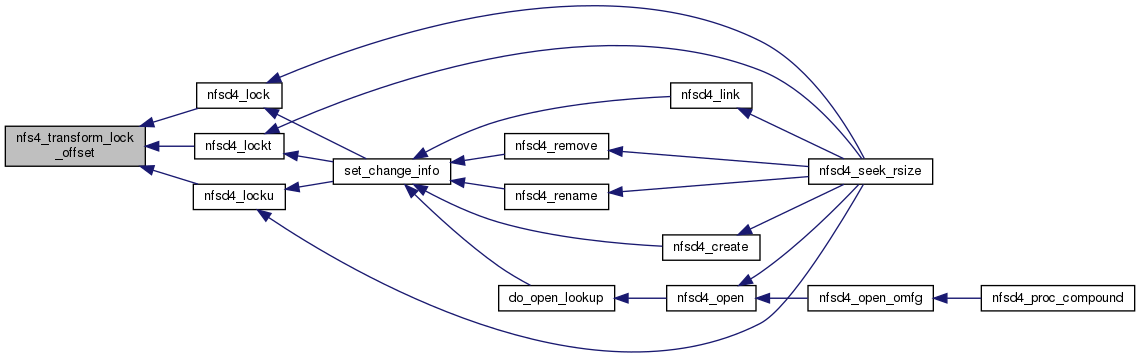 nfs4_transform_lock
_offset
nfsd4_lock
nfsd4_lockt
nfsd4_locku
set_change_info
nfsd4_link
nfsd4_remove
nfsd4_rename
nfsd4_create
do_open_lookup
nfsd4_open
nfsd4_seek_rsize
nfsd4_open_omfg
nfsd4_proc_compound